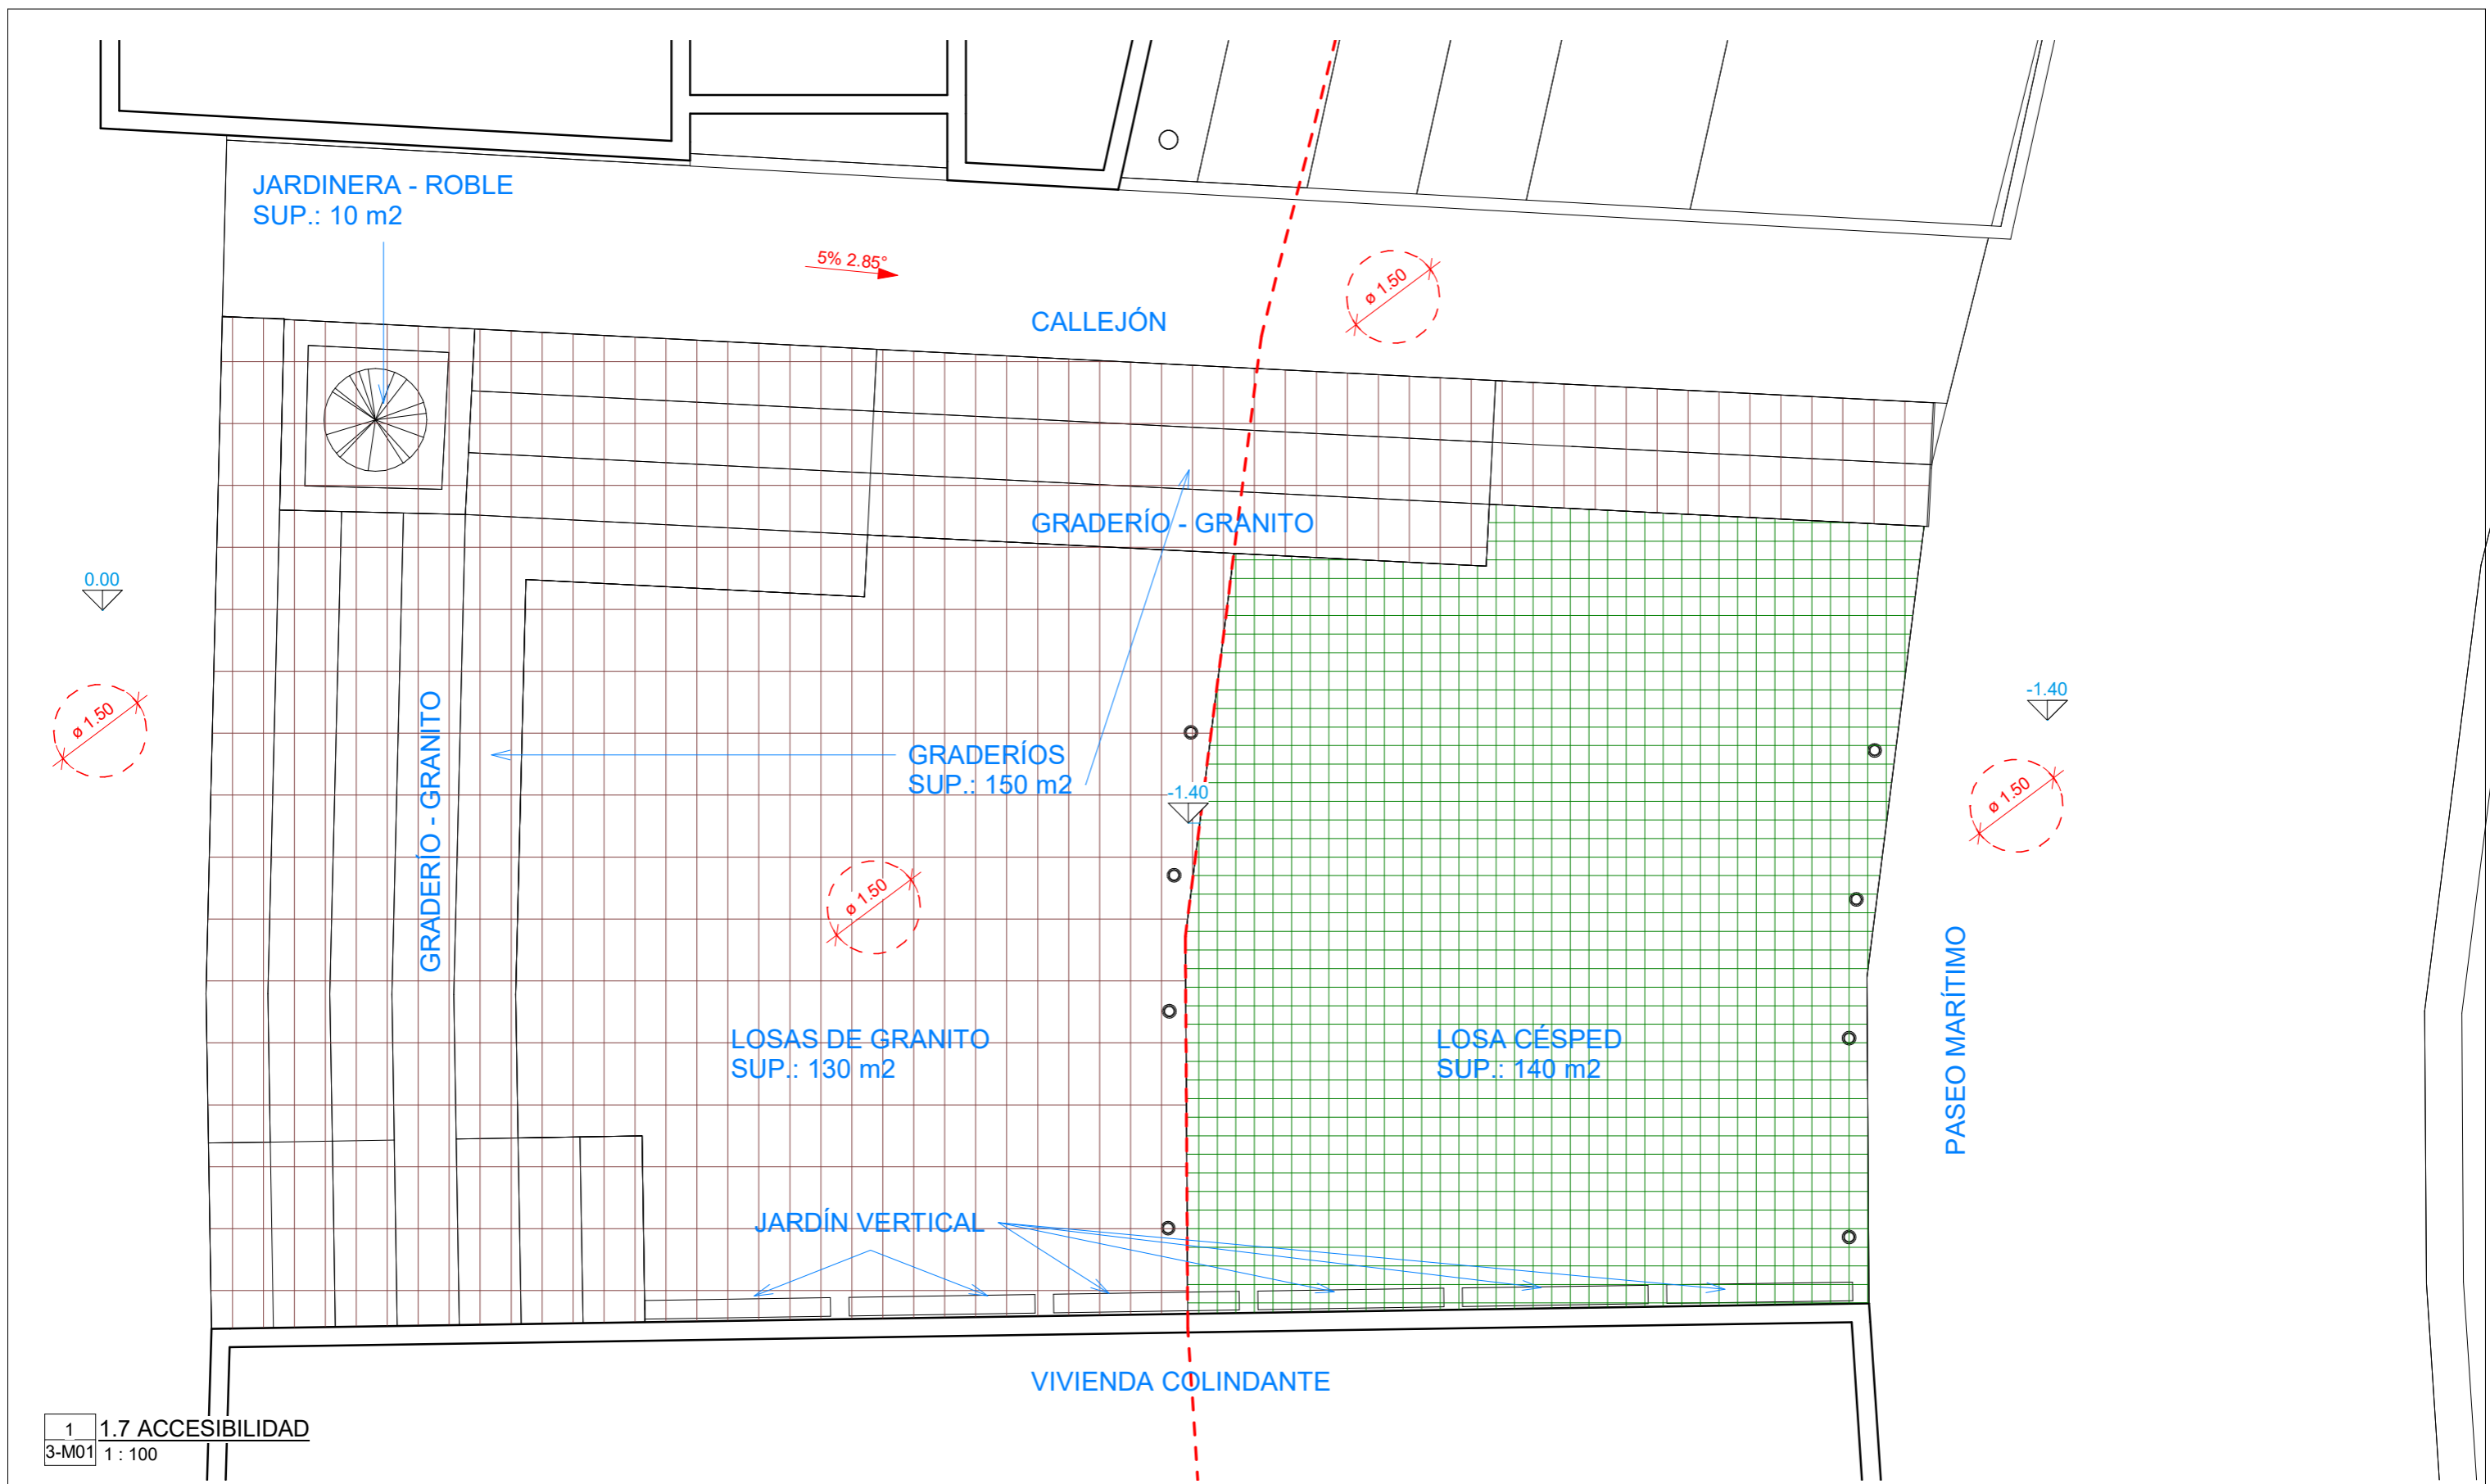 JARDINERA - ROBLE
SUP.: 10 m2
5% 2.85°
ø 1.50
CALLEJÓN
GRADERÍO - GRANITO
0.00
ø 1.50
GRADERÍO - GRANITO
GRADERÍOS
SUP.: 150 m2
-1.40
-1.40
ø 1.50
ø 1.50
LOSAS DE GRANITO
SUP.: 130 m2
LOSA CÉSPED
SUP.: 140 m2
PASEO MARÍTIMO
JARDÍN VERTICAL
VIVIENDA COLINDANTE
1
3-M01
1.7 ACCESIBILIDAD
1 : 100